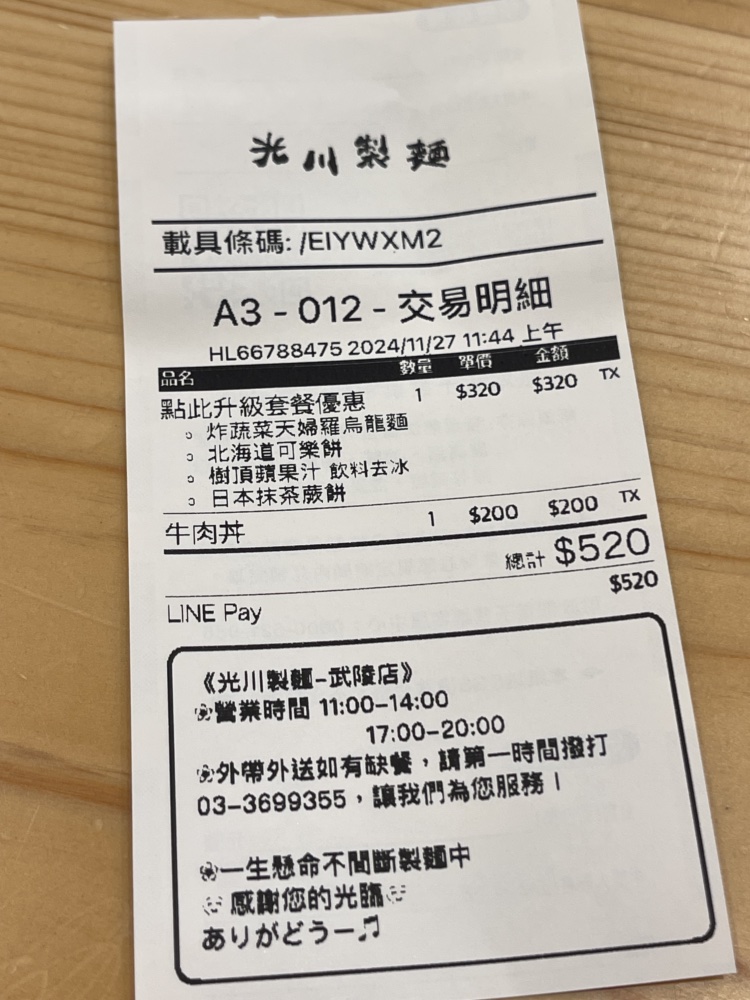 光川製麵
載具條碼: /EIYWXM2
A3 - 012 - 交易明細
HL66788475 2024/11/27 11:44 上午
品名 數量 單價 金額
點此升級套餐優惠 1 $320 $320 TX
。炸蔬菜天婦羅烏龍麵
。北海道可樂餅
。樹頂蘋果汁 飲料去冰
。日本抹茶蕨餅
牛肉丼 1 $200 $200 TX
總計 $520
LINE Pay $520
《光川製麵-武陵店》
❀營業時間 11:00-14:00
17:00-20:00
❀外帶外送如有缺餐，請第一時間撥打
03-3699355，讓我們為您服務！
❀一生懸命不間斷製麵中
感謝您的光臨
ありがどうー♬